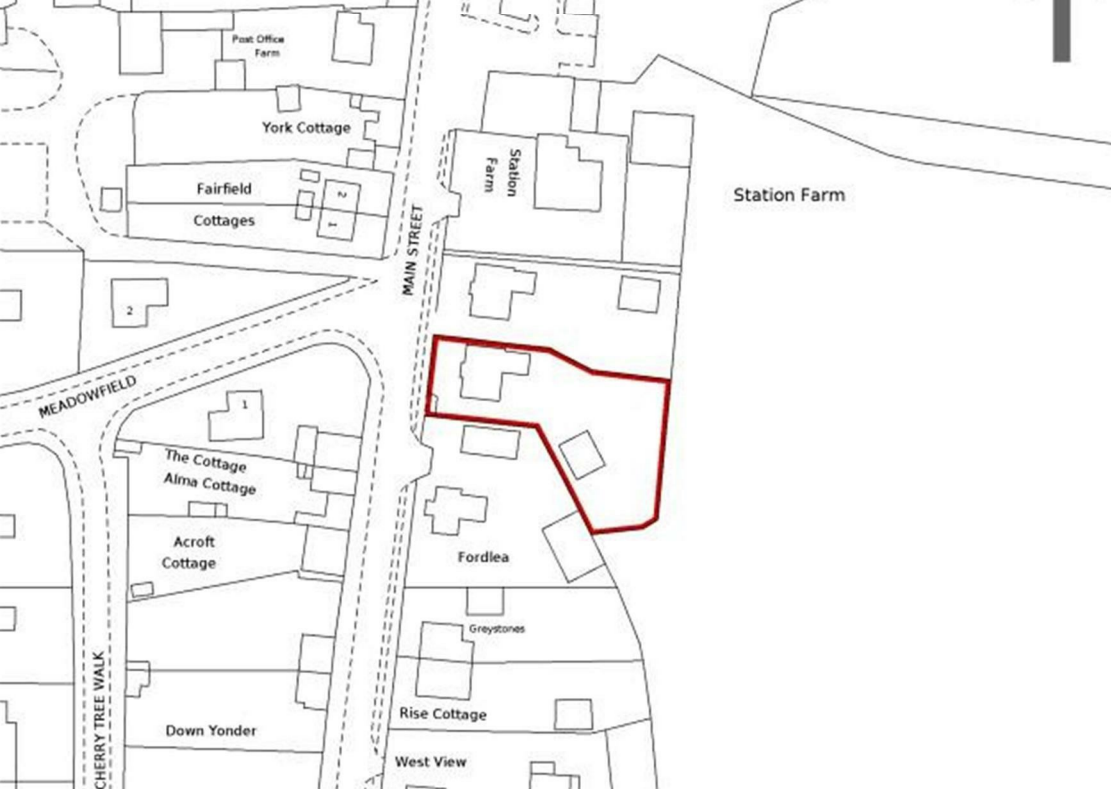 Post Office
Farm
York Cottage
Station
Farm
Station Farm
Fairfield
Cottages
2
1
MAIN STREET
2
MEADOWFIELD
1
The Cottage
Alma Cottage
Acroft
Cottage
Fordlea
Greystones
CHERRY TREE WALK
Rise Cottage
Down Yonder
West View